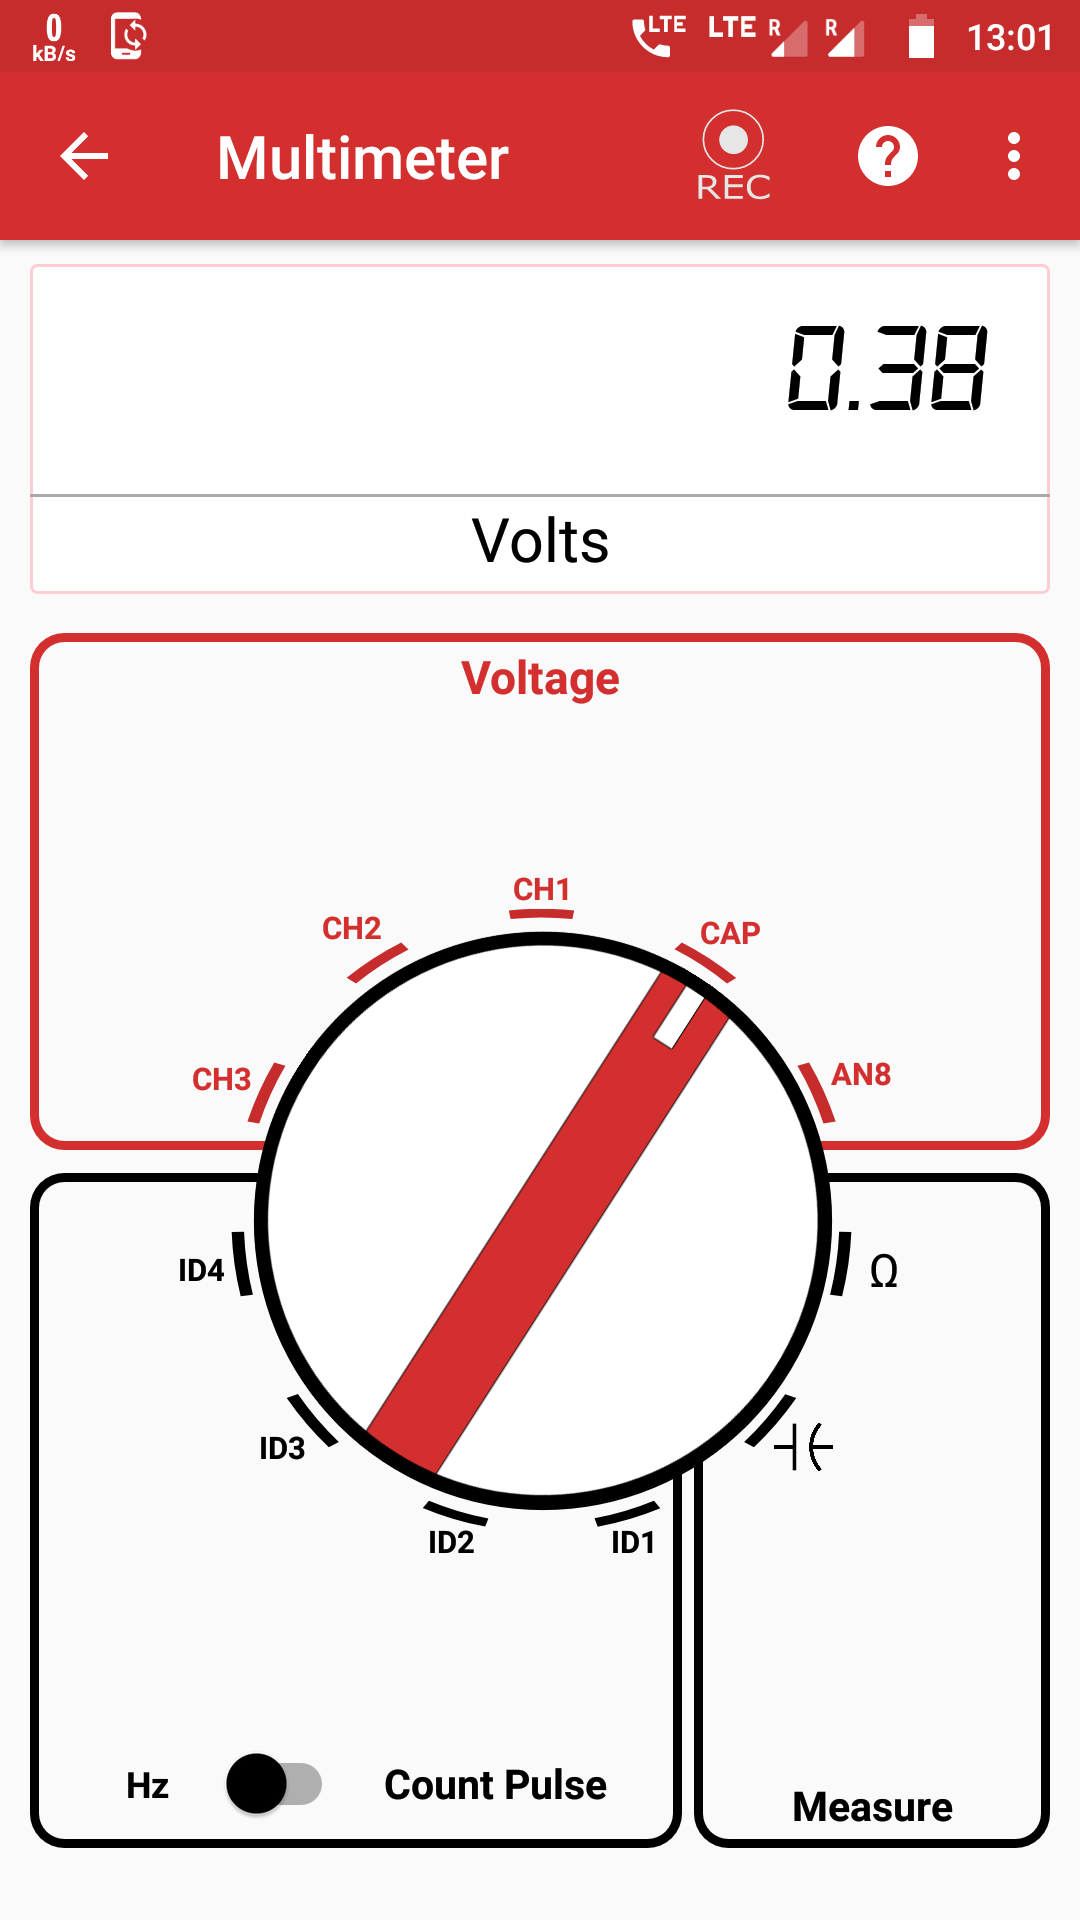 0
kB/s
LTE
LTE
R
R
13:01
Multimeter
REC
?
0.38
Volts
Voltage
CH1
CH2
CAP
CH3
AN8
ID4
Ω
ID3
ID2
ID1
Hz
Count Pulse
Measure